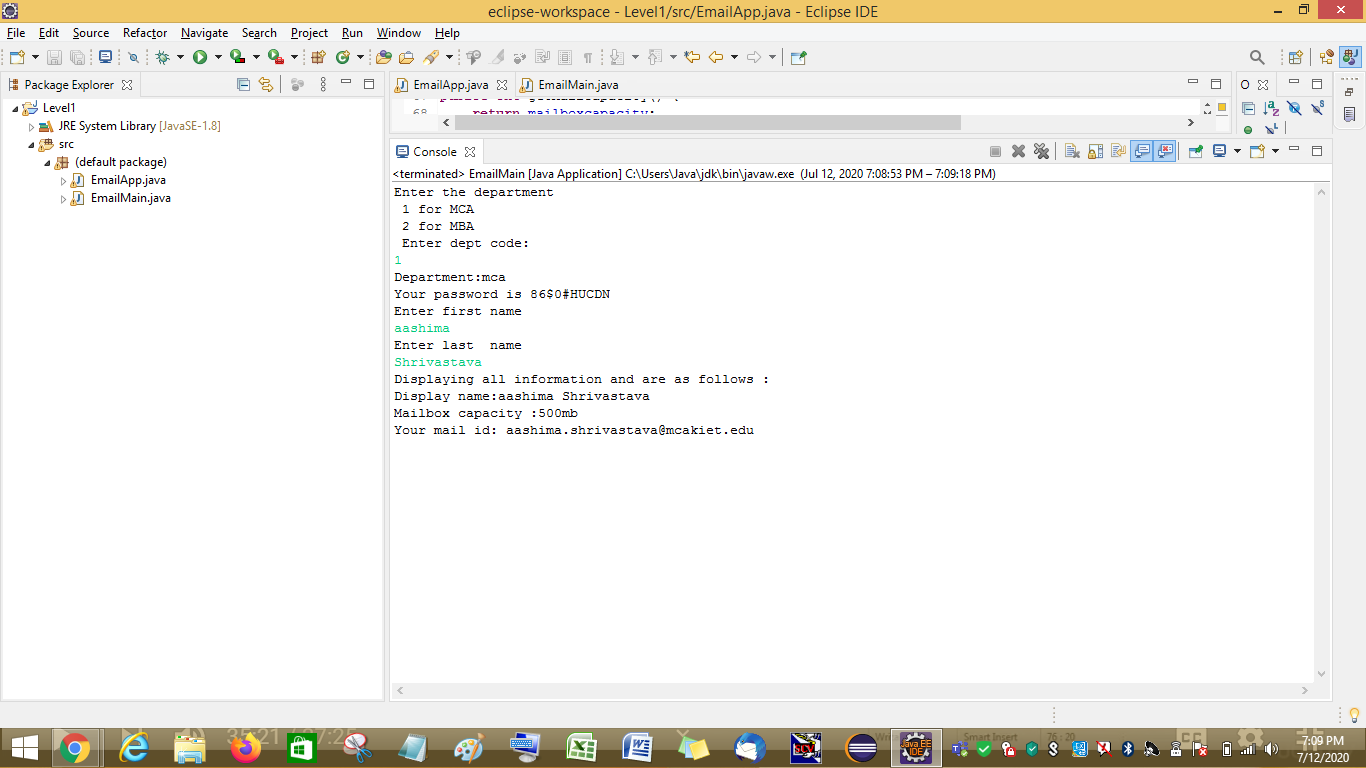 eclipse-workspace - Level1/src/EmailApp.java - Eclipse IDE
File Edit Source Refactor Navigate Search Project Run Window Help
Package Explorer
EmailApp.java EmailMain.java
Level1
JRE System Library [JavaSE-1.8]
src
(default package)
EmailApp.java
EmailMain.java
68 return mailboxcapacity;
Console
<terminated> EmailMain [Java Application] C:\Users\Java\jdk\bin\javaw.exe (Jul 12, 2020 7:08:53 PM – 7:09:18 PM)
Enter the department
1 for MCA
2 for MBA
Enter dept code:
1
Department:mca
Your password is 86$0#HUCDN
Enter first name
aashima
Enter last  name
Shrivastava
Displaying all information and are as follows :
Display name:aashima Shrivastava
Mailbox capacity :500mb
Your mail id: aashima.shrivastava@mcakiet.edu
Smart Insert 76 : 20
Java EE
IDE
7:09 PM
7/12/2020